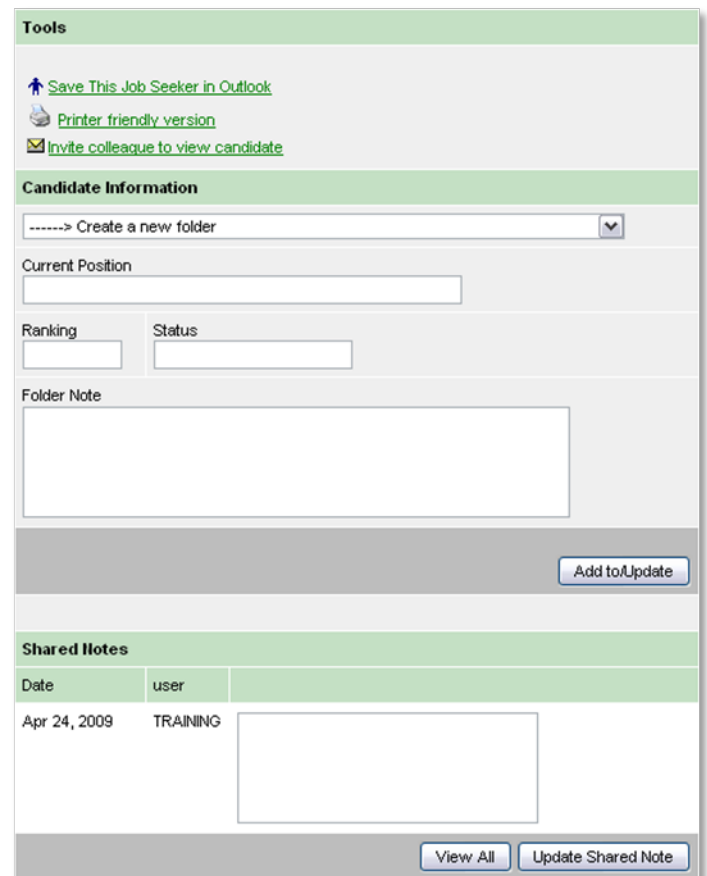 Tools
Save This Job Seeker in Outlook
Printer friendly version
Invite colleague to view candidate
Candidate Information
------> Create a new folder
Current Position
Ranking Status
Folder Note
Add to/Update
Shared Notes
Date user
Apr 24, 2009 TRAINING
View All Update Shared Note